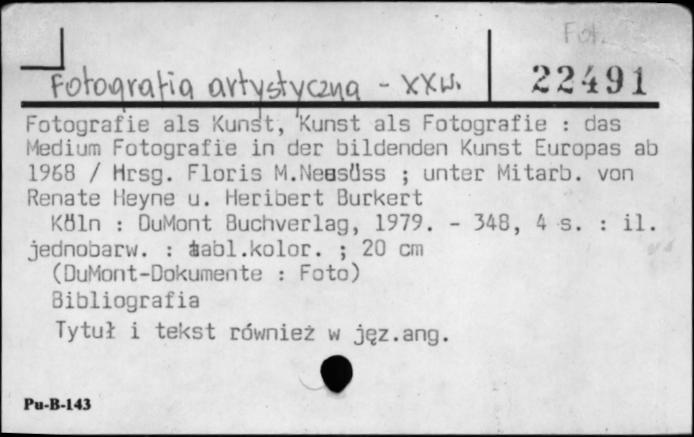 Fot.
22491
Fotografia artystyczna - XXw.
Fotografie als Kunst, Kunst als Fotografie : das
Medium Fotografie in der bildenden Kunst Europas ab
1968 / Hrsg. Floris M.Neusüss ; unter Mitarb. von
Renate Heyne u. Heribert Burkert
Köln : DuMont Buchverlag, 1979. - 348, 4 s. : il.
jednobarw. : tabl.kolor. ; 20 cm
(DuMont-Dokumente : Foto)
Bibliografia
Tytuł i tekst również w jęz.ang.
Pu-B-143